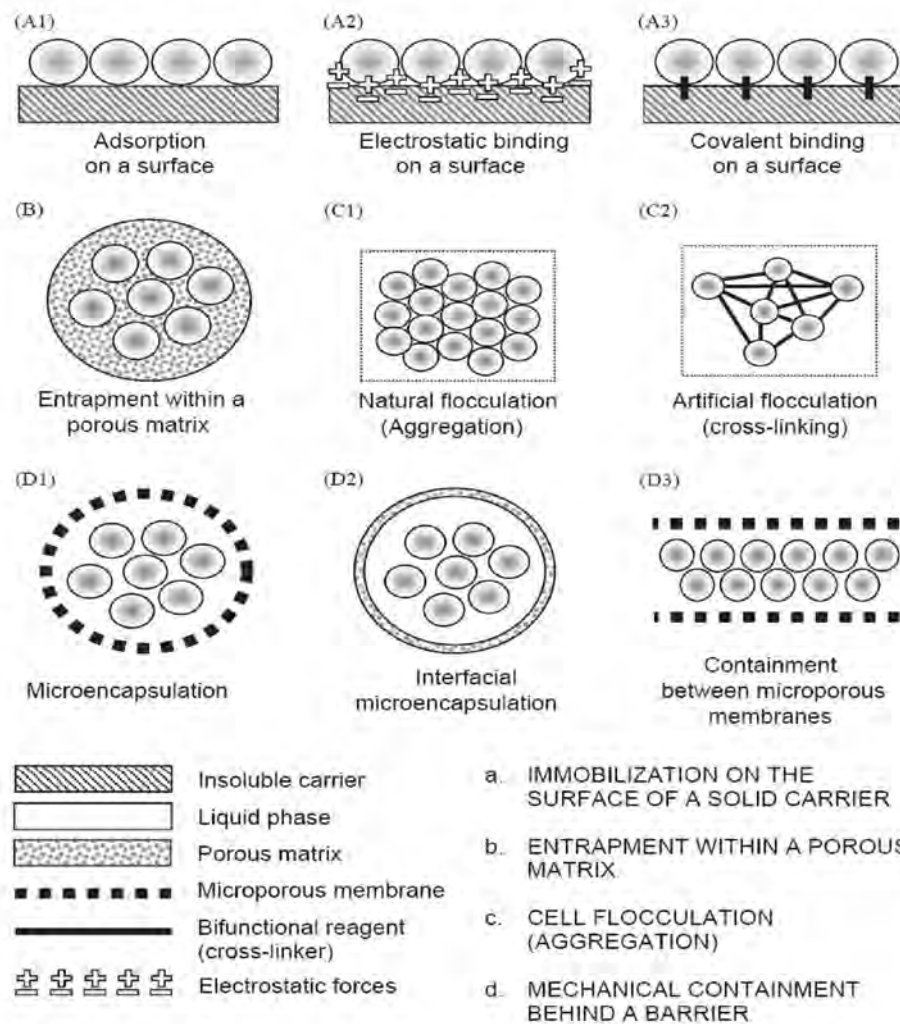 (A1)
(A2)
(A3)
Adsorption
on a surface
Electrostatic binding
on a surface
Covalent binding
on a surface
(B)
(C1)
(C2)
Entrapment within a
porous matrix
Natural flocculation
(Aggregation)
Artificial flocculation
(cross-linking)
(D1)
(D2)
(D3)
Microencapsulation
Interfacial
microencapsulation
Containment
between microporous
membranes
Insoluble carrier
Liquid phase
Porous matrix
Microporous membrane
Bifunctional reagent
(cross-linker)
Electrostatic forces
a. IMMOBILIZATION ON THE
SURFACE OF A SOLID CARRIER
b. ENTRAPMENT WITHIN A POROUS
MATRIX
c. CELL FLOCCULATION
(AGGREGATION)
d. MECHANICAL CONTAINMENT
BEHIND A BARRIER